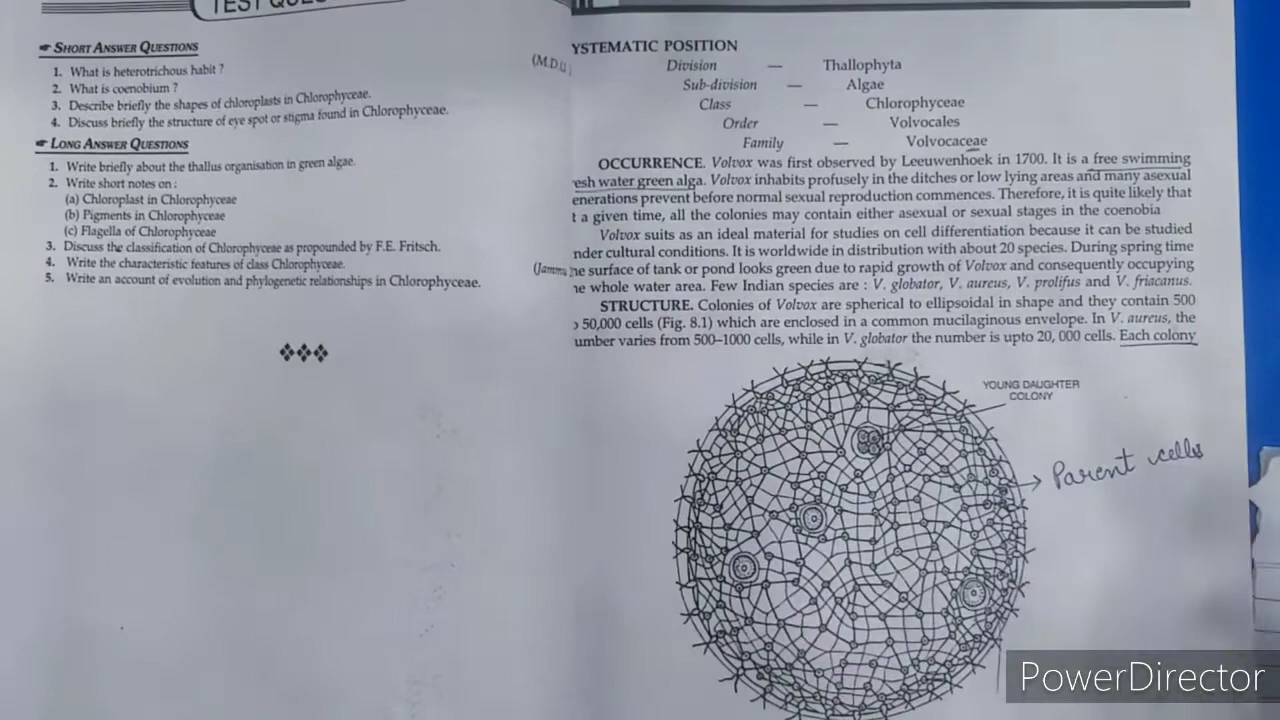 TEST QUE
☛ SHORT ANSWER QUESTIONS
1. What is heterotrichous habit ?
2. What is coenobium ?
(M.D.U.)
3. Describe briefly the shapes of chloroplasts in Chlorophyceae.
4. Discuss briefly the structure of eye spot or stigma found in Chlorophyceae.
☛ LONG ANSWER QUESTIONS
1. Write briefly about the thallus organisation in green algae.
2. Write short notes on :
(a) Chloroplast in Chlorophyceae
(b) Pigments in Chlorophyceae
(c) Flagella of Chlorophyceae
3. Discuss the classification of Chlorophyceae as propounded by F.E. Fritsch.
4. Write the characteristic features of class Chlorophyceae.
(Jammu
5. Write an account of evolution and phylogenetic relationships in Chlorophyceae.
YSTEMATIC POSITION
Division — Thallophyta
Sub-division — Algae
Class — Chlorophyceae
Order — Volvocales
Family — Volvocaceae
OCCURRENCE. Volvox was first observed by Leeuwenhoek in 1700. It is a free swimming
esh water green alga. Volvox inhabits profusely in the ditches or low lying areas and many asexual
enerations prevent before normal sexual reproduction commences. Therefore, it is quite likely that
t a given time, all the colonies may contain either asexual or sexual stages in the coenobia
Volvox suits as an ideal material for studies on cell differentiation because it can be studied
nder cultural conditions. It is worldwide in distribution with about 20 species. During spring time
he surface of tank or pond looks green due to rapid growth of Volvox and consequently occupying
he whole water area. Few Indian species are : V. globator, V. aureus, V. prolifus and V. friacanus.
STRUCTURE. Colonies of Volvox are spherical to ellipsoidal in shape and they contain 500
o 50,000 cells (Fig. 8.1) which are enclosed in a common mucilaginous envelope. In V. aureus, the
umber varies from 500–1000 cells, while in V. globator the number is upto 20, 000 cells. Each colony
YOUNG DAUGHTER
COLONY
Parent cells
PowerDirector